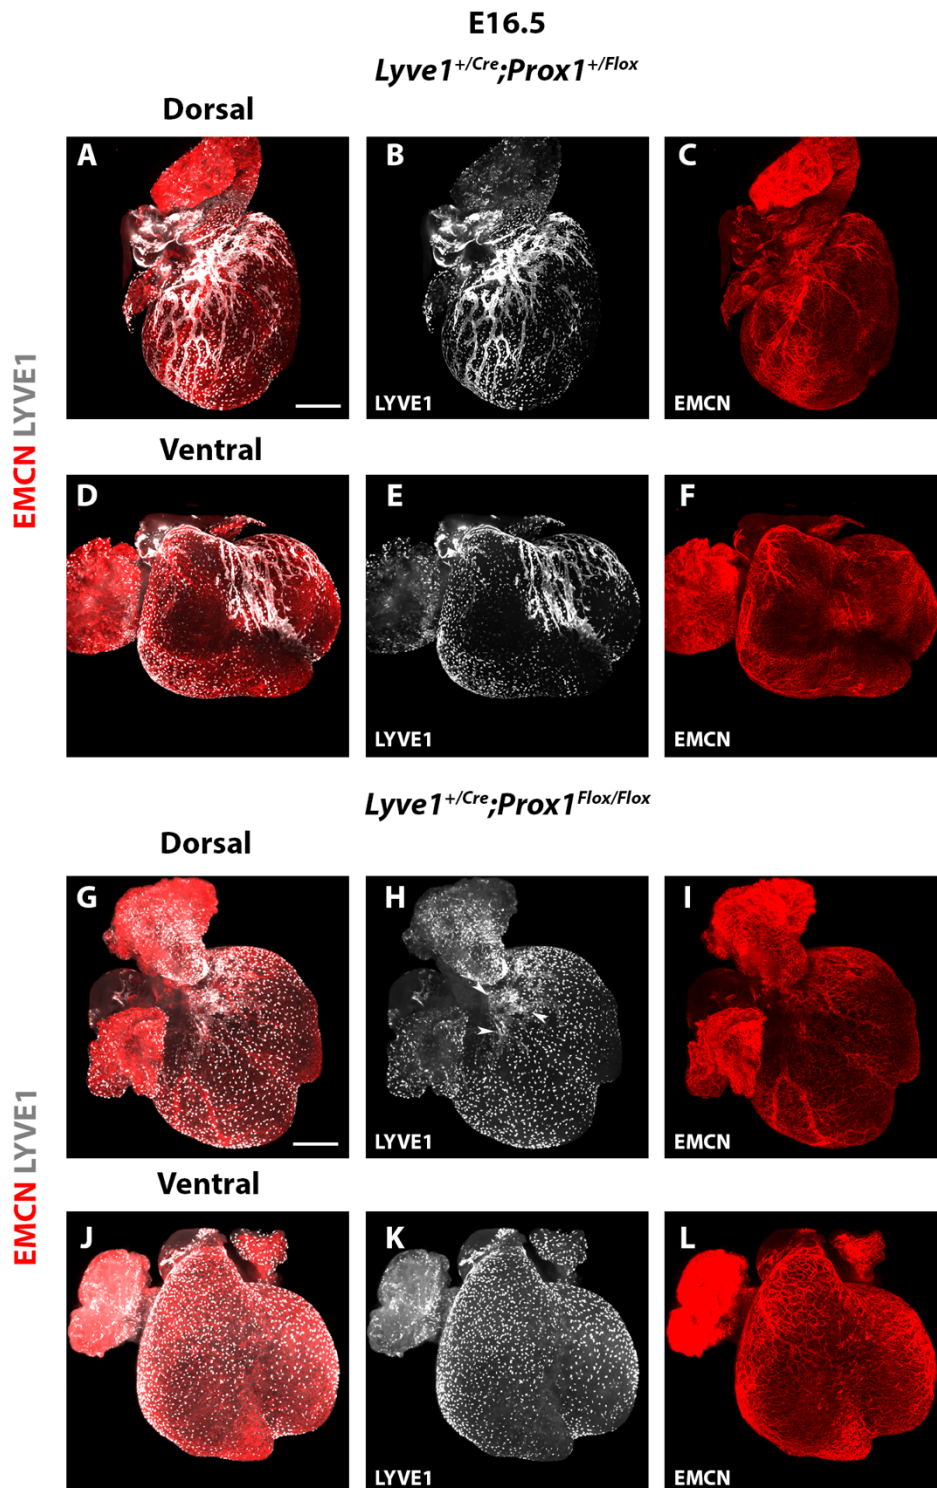 E16.5
Lyve1+/Cre;Prox1+/Flox
Dorsal
A
B
LYVE1
C
EMCN
EMCN LYVE1
Ventral
D
E
LYVE1
F
EMCN
Lyve1+/Cre;Prox1Flox/Flox
Dorsal
G
H
LYVE1
I
EMCN
EMCN LYVE1
Ventral
J
K
LYVE1
L
EMCN